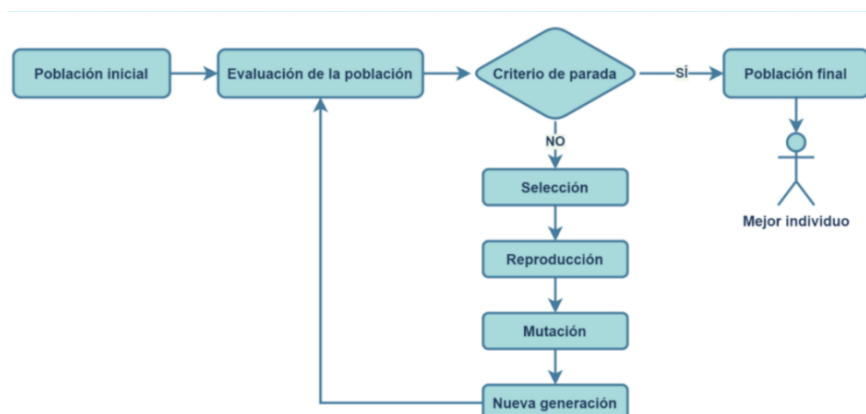 Población inicial
Evaluación de la población
Criterio de parada
SÍ
Población final
NO
Selección
Mejor individuo
Reproducción
Mutación
Nueva generación